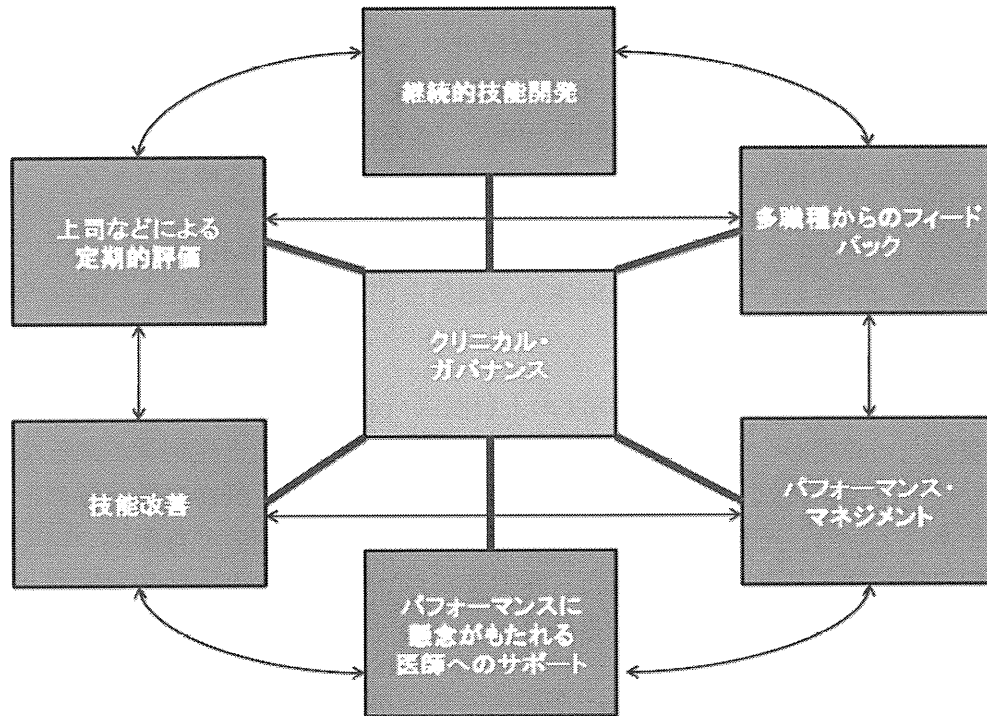 継続的技能開発
上司などによる
定期的評価
多職種からのフィード
バック
クリニカル・
ガバナンス
技能改善
パフォーマンス・
マネジメント
パフォーマンスに
懸念がもたれる
医師へのサポート